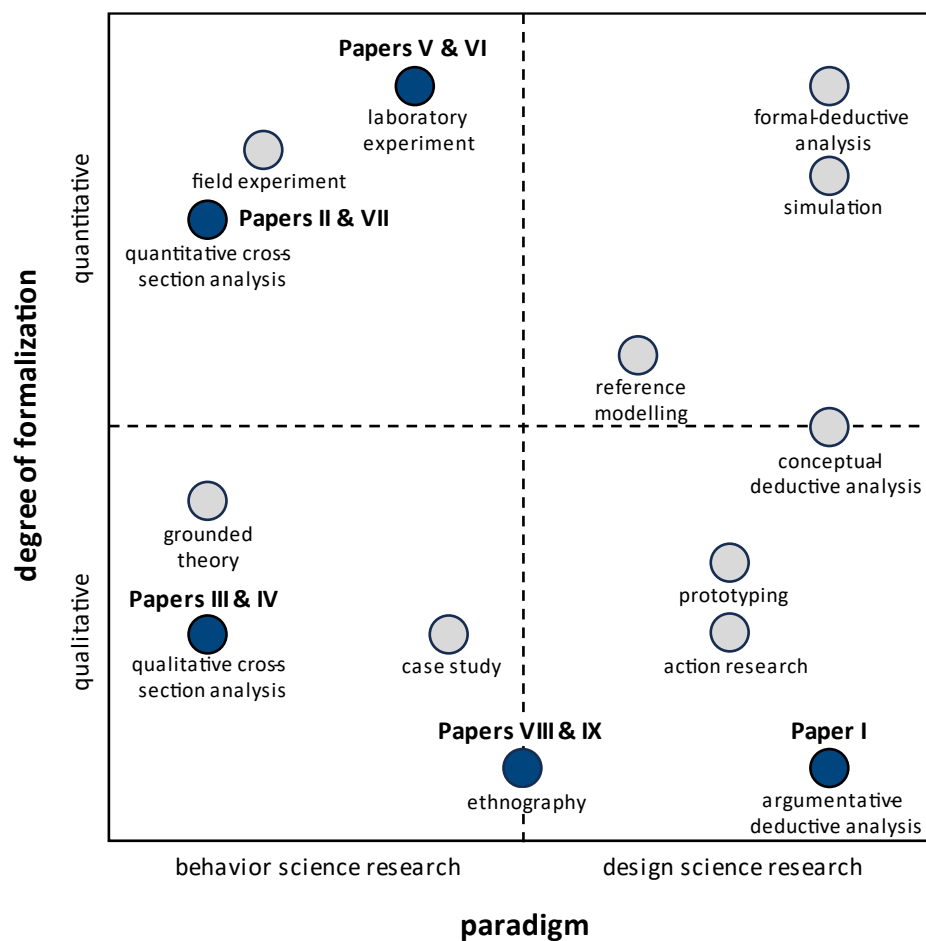 Papers V & VI
laboratory
experiment
formal-deductive
analysis
field experiment
simulation
Papers II & VII
quantitative cross-
section analysis
quantitative
reference
modelling
degree of formalization
conceptual-
deductive analysis
grounded
theory
prototyping
Papers III & IV
qualitative cross-
section analysis
case study
action research
qualitative
Papers VIII & IX
ethnography
Paper I
argumentative-
deductive analysis
behavior science research
design science research
paradigm